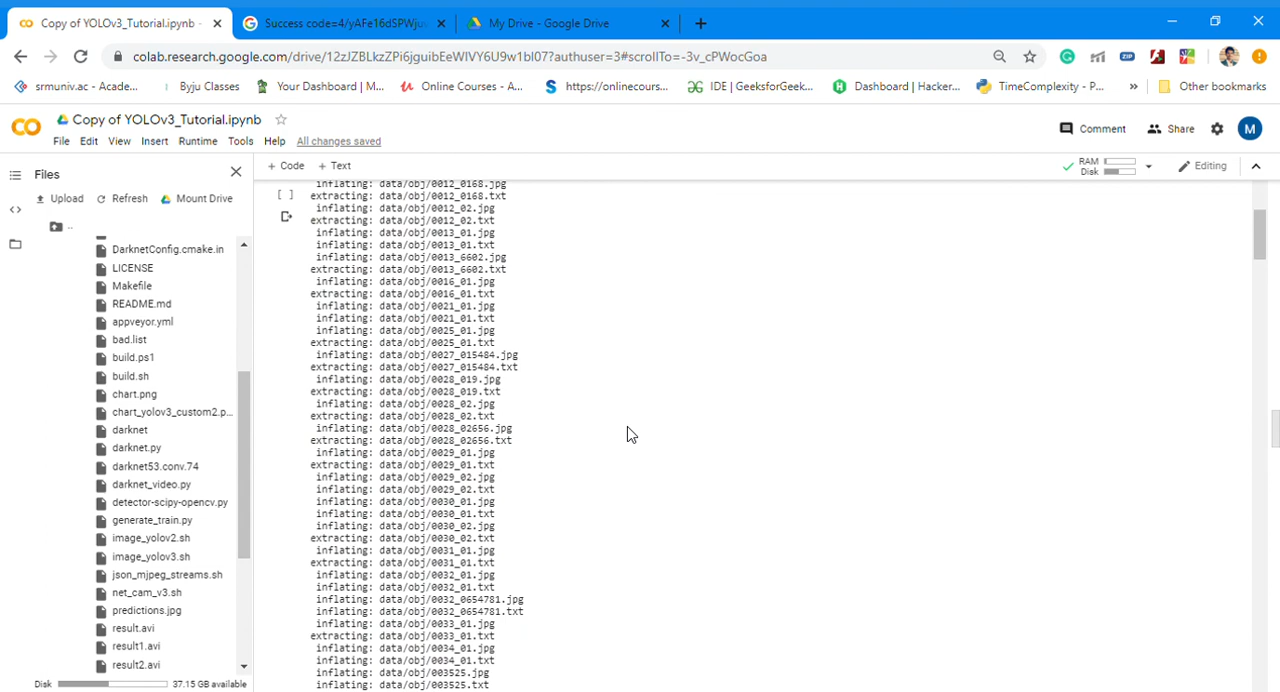 Copy of YOLOv3_Tutorial.ipynb - Success code=4/yAFe16dSPWju My Drive - Google Drive
colab.research.google.com/drive/12zJZBLkzZPi6jguibEeWIVY6U9w1bI07?authuser=3#scrollTo=-3v_cPWocGoa
srmuniv.ac - Acade... Byju Classes Your Dashboard | M... Online Courses - A... https://onlinecours... IDE | GeeksforGeek... Dashboard | Hacker... TimeComplexity - P... » Other bookmarks
Copy of YOLOv3_Tutorial.ipynb
Comment Share M
File Edit View Insert Runtime Tools Help All changes saved
Files
+ Code + Text
RAM
Disk
Editing
Upload Refresh Mount Drive
..
DarknetConfig.cmake.in
LICENSE
Makefile
README.md
appveyor.yml
bad.list
build.ps1
build.sh
chart.png
chart_yolov3_custom2.p...
darknet
darknet.py
darknet53.conv.74
darknet_video.py
detector-scipy-opencv.py
generate_train.py
image_yolov2.sh
image_yolov3.sh
json_mjpeg_streams.sh
net_cam_v3.sh
predictions.jpg
result.avi
result1.avi
result2.avi
Disk 37.15 GB available
[ ]
inflating: data/obj/0012_0168.jpg
extracting: data/obj/0012_0168.txt
inflating: data/obj/0012_02.jpg
extracting: data/obj/0012_02.txt
inflating: data/obj/0013_01.jpg
extracting: data/obj/0013_01.txt
inflating: data/obj/0013_6602.jpg
extracting: data/obj/0013_6602.txt
inflating: data/obj/0016_01.jpg
extracting: data/obj/0016_01.txt
inflating: data/obj/0021_01.jpg
extracting: data/obj/0021_01.txt
inflating: data/obj/0025_01.jpg
extracting: data/obj/0025_01.txt
inflating: data/obj/0027_015484.jpg
extracting: data/obj/0027_015484.txt
inflating: data/obj/0028_019.jpg
extracting: data/obj/0028_019.txt
inflating: data/obj/0028_02.jpg
extracting: data/obj/0028_02.txt
inflating: data/obj/0028_02656.jpg
extracting: data/obj/0028_02656.txt
inflating: data/obj/0029_01.jpg
extracting: data/obj/0029_01.txt
inflating: data/obj/0029_02.jpg
inflating: data/obj/0029_02.txt
inflating: data/obj/0030_01.jpg
inflating: data/obj/0030_01.txt
inflating: data/obj/0030_02.jpg
extracting: data/obj/0030_02.txt
inflating: data/obj/0031_01.jpg
extracting: data/obj/0031_01.txt
inflating: data/obj/0032_01.jpg
inflating: data/obj/0032_01.txt
inflating: data/obj/0032_0654781.jpg
inflating: data/obj/0032_0654781.txt
inflating: data/obj/0033_01.jpg
extracting: data/obj/0033_01.txt
inflating: data/obj/0034_01.jpg
inflating: data/obj/0034_01.txt
inflating: data/obj/003525.jpg
inflating: data/obj/003525.txt